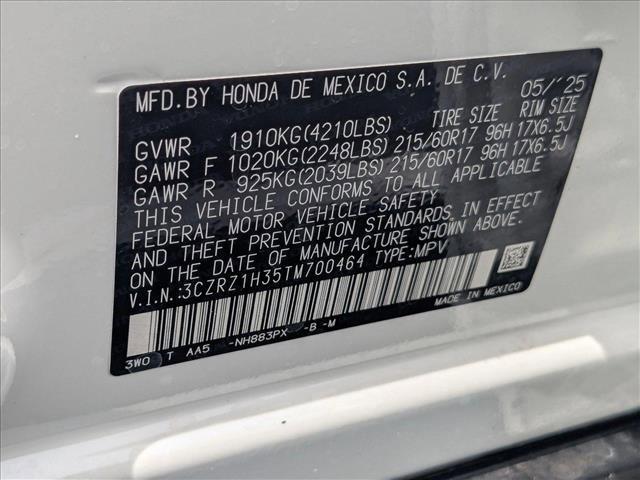 MFD.BY HONDA DE MEXICO S.A. DE C.V. 05/'25
TIRE SIZE RIM SIZE
GVWR 1910KG(4210LBS)
GAWR F 1020KG(2248LBS) 215/60R17 96H 17X6.5J
GAWR R 925KG(2039LBS) 215/60R17 96H 17X6.5J
THIS VEHICLE CONFORMS TO ALL APPLICABLE
FEDERAL MOTOR VEHICLE SAFETY
AND THEFT PREVENTION STANDARDS IN EFFECT
ON THE DATE OF MANUFACTURE SHOWN ABOVE.
V.I.N.:3CZRZ1H35TM700464 TYPE:MPV
MADE IN MEXICO
3W0 T AA5 -NH883PX -B -M